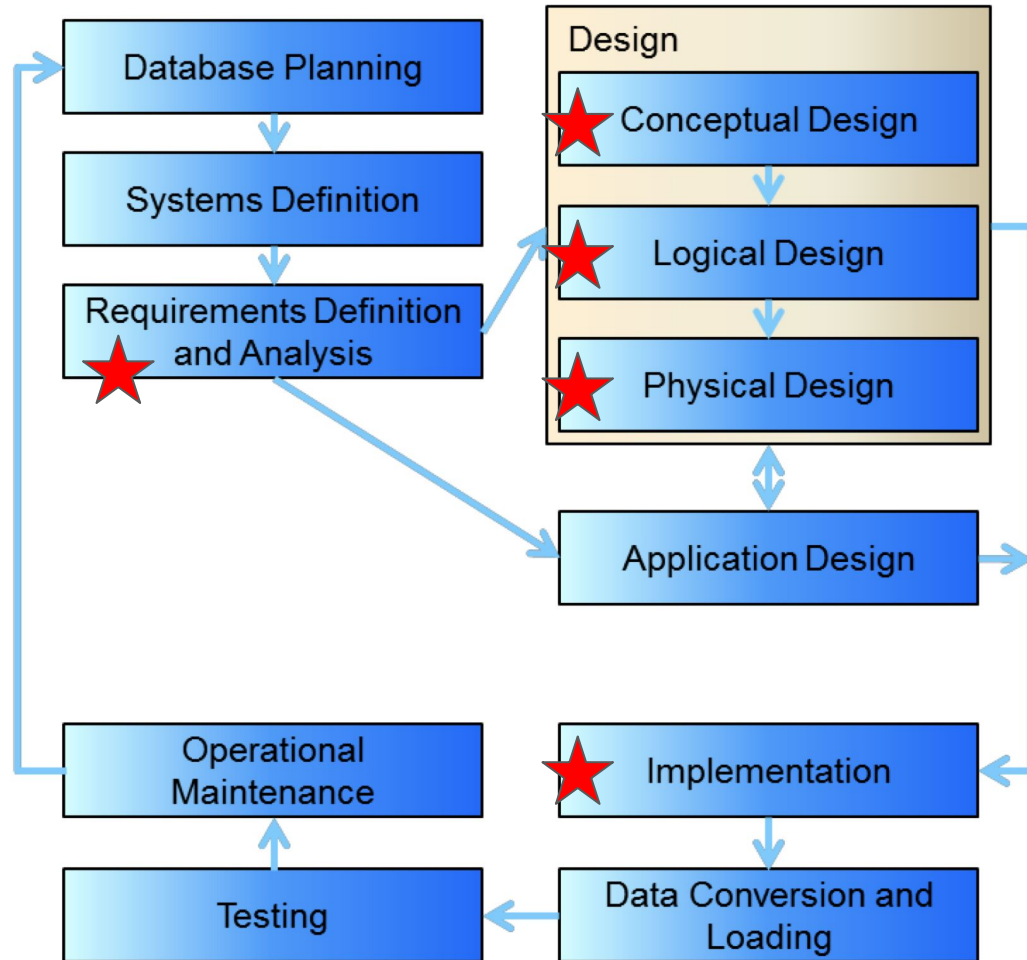 Database Planning
Systems Definition
Requirements Definition
and Analysis
Design
Conceptual Design
Logical Design
Physical Design
Application Design
Implementation
Data Conversion and
Loading
Testing
Operational
Maintenance